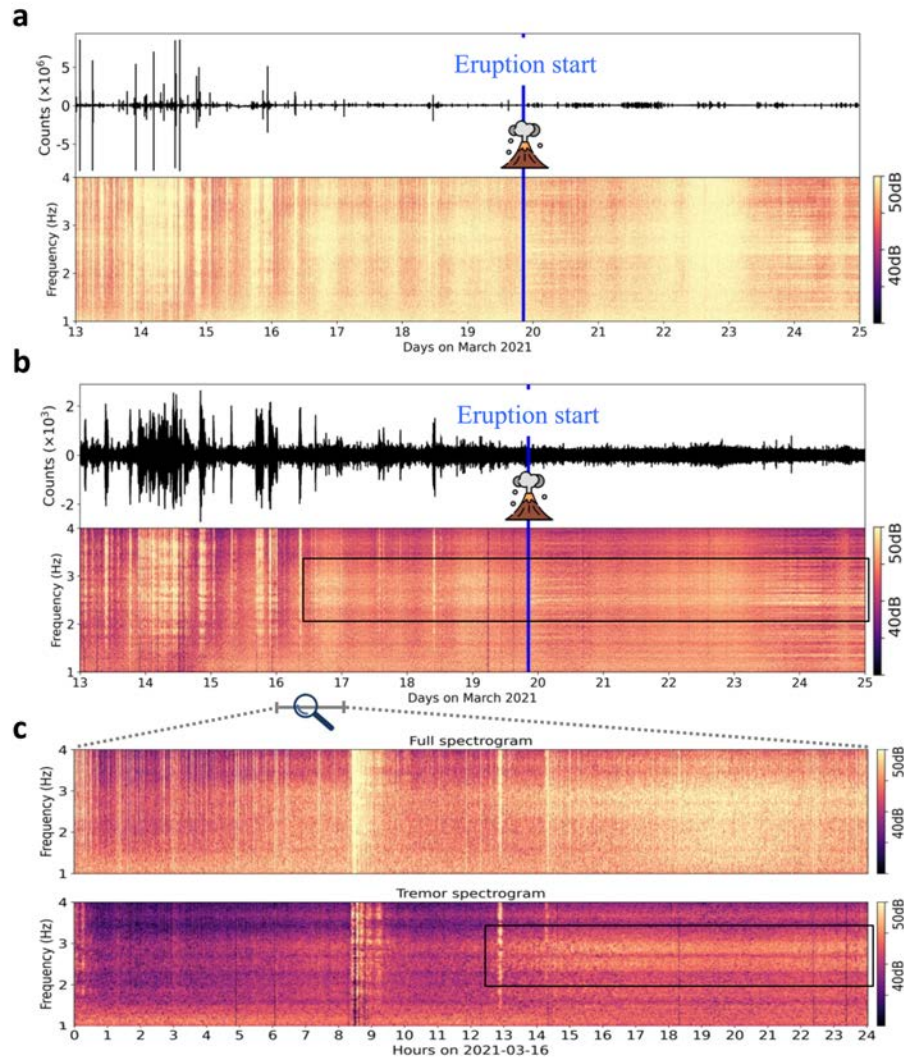 a
Counts (×10⁶)
5
0
-5
Eruption start
Frequency (Hz)
4
3
2
1
50dB
40dB
13 14 15 16 17 18 19 20 21 22 23 24 25
Days on March 2021
b
Counts (×10³)
2
0
-2
Eruption start
Frequency (Hz)
4
3
2
1
50dB
40dB
13 14 15 16 17 18 19 20 21 22 23 24 25
Days on March 2021
c
Full spectrogram
Frequency (Hz)
4
3
2
1
50dB
40dB
Tremor spectrogram
Frequency (Hz)
4
3
2
1
50dB
40dB
0 1 2 3 4 5 6 7 8 9 10 11 12 13 14 15 16 17 18 19 20 21 22 23 24
Hours on 2021-03-16